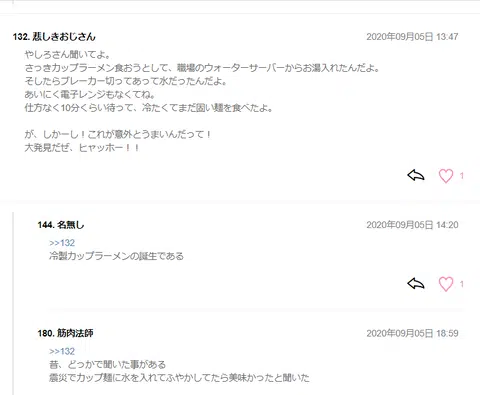 132. 悲しきおじさん 2020年09月05日 13:47
やしろさん聞いてよ。
さっきカップラーメン食おうとして、職場のウォーターサーバーからお湯入れたんだよ。
そしたらブレーカー切ってあって水だったんだよ。
あいにく電子レンジもなくてね。
仕方なく10分くらい待って、冷たくてまだ固い麺を食べたよ。
が、しかーし！これが意外とうまいんだって！
大発見だぜ、ヒャッホー！！
1
144. 名無し 2020年09月05日 14:20
>>132
冷製カップラーメンの誕生である
1
180. 筋肉法師 2020年09月05日 18:59
>>132
昔、どっかで聞いた事がある
震災でカップ麺に水を入れてふやかしてたら美味かったと聞いた